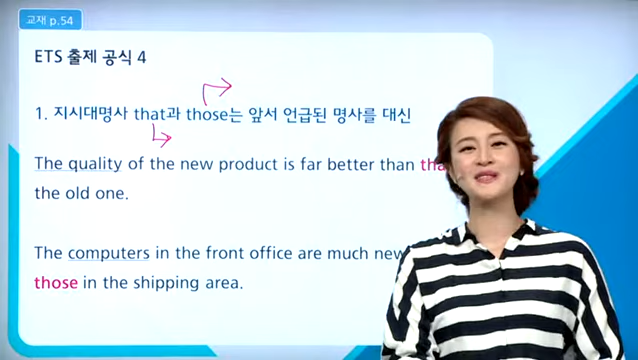 교재 p.54
ETS 출제 공식 4
1. 지시대명사 that과 those는 앞서 언급된 명사를 대신
The quality of the new product is far better than
the old one.
The computers in the front office are much
those in the shipping area.